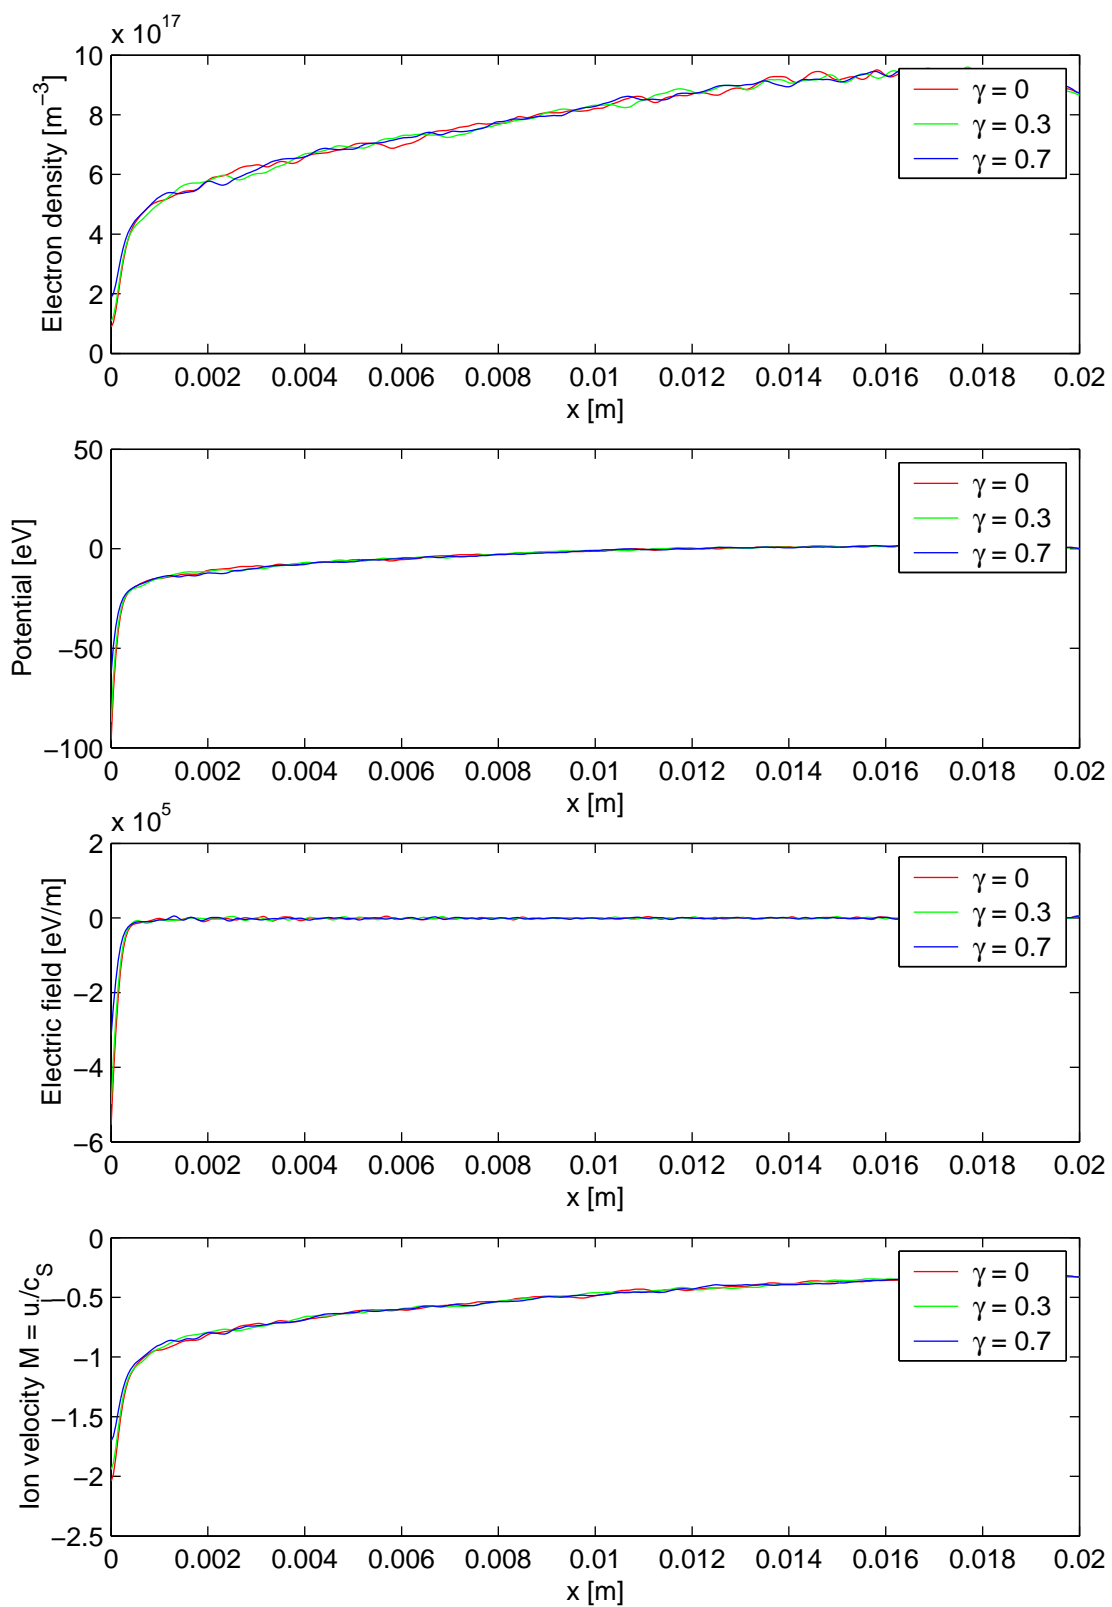 x 10^17
Electron density [m^−3]
10
8
6
4
2
0
γ = 0
γ = 0.3
γ = 0.7
0 0.002 0.004 0.006 0.008 0.01 0.012 0.014 0.016 0.018 0.02
x [m]
Potential [eV]
50
0
−50
−100
γ = 0
γ = 0.3
γ = 0.7
0 0.002 0.004 0.006 0.008 0.01 0.012 0.014 0.016 0.018 0.02
x [m]
x 10^5
Electric field [eV/m]
2
0
−2
−4
−6
γ = 0
γ = 0.3
γ = 0.7
0 0.002 0.004 0.006 0.008 0.01 0.012 0.014 0.016 0.018 0.02
x [m]
Ion velocity M = u_i/c_S
0
−0.5
−1
−1.5
−2
−2.5
γ = 0
γ = 0.3
γ = 0.7
0 0.002 0.004 0.006 0.008 0.01 0.012 0.014 0.016 0.018 0.02
x [m]